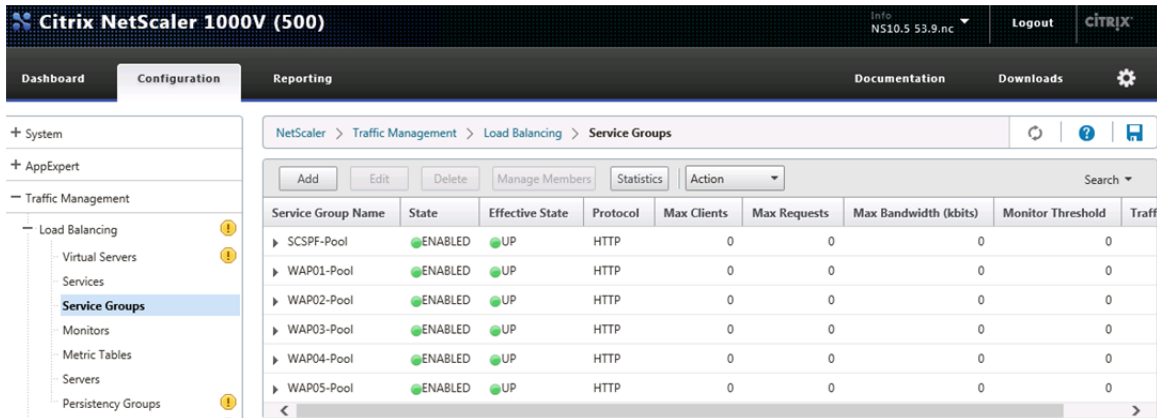 Citrix NetScaler 1000V (500)
Info
NS10.5 53.9.nc
Logout
CİTRIX
Dashboard
Configuration
Reporting
Documentation
Downloads
+ System
+ AppExpert
− Traffic Management
− Load Balancing
Virtual Servers
Services
Service Groups
Monitors
Metric Tables
Servers
Persistency Groups
NetScaler > Traffic Management > Load Balancing > Service Groups
Add Edit Delete Manage Members Statistics Action Search
Service Group Name State Effective State Protocol Max Clients Max Requests Max Bandwidth (kbits) Monitor Threshold Traff
SCSPF-Pool ENABLED UP HTTP 0 0 0 0
WAP01-Pool ENABLED UP HTTP 0 0 0 0
WAP02-Pool ENABLED UP HTTP 0 0 0 0
WAP03-Pool ENABLED UP HTTP 0 0 0 0
WAP04-Pool ENABLED UP HTTP 0 0 0 0
WAP05-Pool ENABLED UP HTTP 0 0 0 0